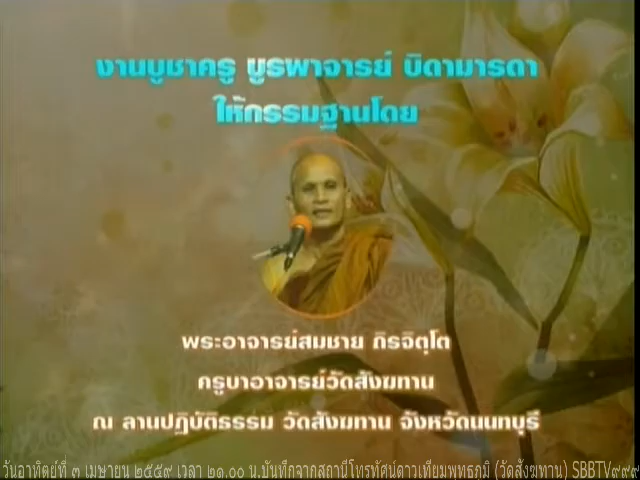 งานบูชาครู บูรพาจารย์ บิดามารดา
ให้กรรมฐานโดย
พระอาจารย์สมชาย ถิรจิตฺโต
ครูบาอาจารย์วัดสังฆทาน
ณ ลานปฏิบัติธรรม วัดสังฆทาน จังหวัดนนทบุรี
วันอาทิตย์ที่ ๓ เมษายน ๒๕๕๙ เวลา ๒๑.๐๐ น.บันทึกจากสถานีโทรทัศน์ดาวเทียมพุทธภูมิ (วัดสังฆทาน) SBBTV๙๙๙